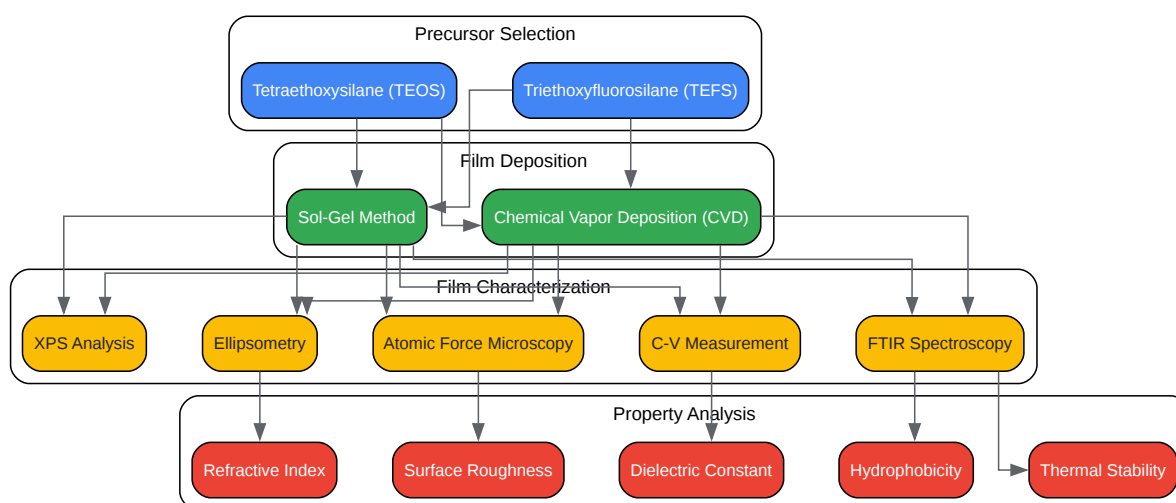 Precursor Selection
Tetraethoxysilane (TEOS)
Triethoxyfluorosilane (TEFS)
Film Deposition
Sol-Gel Method
Chemical Vapor Deposition (CVD)
Film Characterization
XPS Analysis
Ellipsometry
Atomic Force Microscopy
C-V Measurement
FTIR Spectroscopy
Property Analysis
Refractive Index
Surface Roughness
Dielectric Constant
Hydrophobicity
Thermal Stability